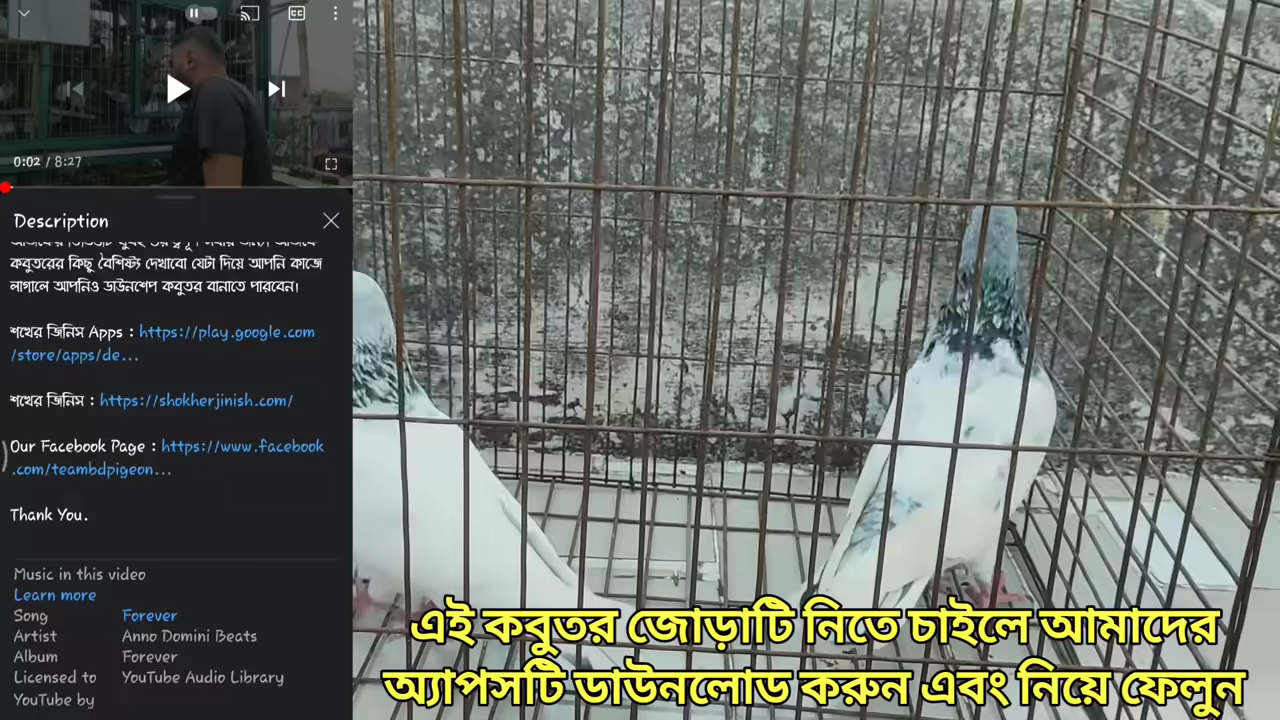 CC
0:02 / 8:27
Description
কবুতরের কিছু বৈশিষ্ট্য দেখাবো যেটা দিয়ে আপনি কাজে
লাগালে আপনিও ডাউনশেপ কবুতর বানাতে পারবেন।
শখের জিনিস Apps : https://play.google.com
/store/apps/de...
শখের জিনিস : https://shokherjinish.com/
Our Facebook Page : https://www.facebook
.com/teambdpigeon...
Thank You.
Music in this video
Learn more
Song Forever
Artist Anno Domini Beats
Album Forever
Licensed to YouTube Audio Library
YouTube by
এই কবুতর জোড়াটি নিতে চাইলে আমাদের
অ্যাপসটি ডাউনলোড করুন এবং নিয়ে ফেলুন